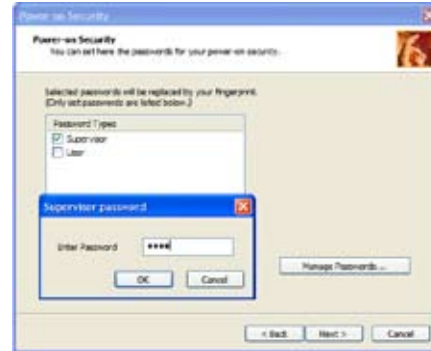 Power-on Security
Power-on Security
You can set here the passwords for your power-on security.
Selected passwords will be replaced by your fingerprint.
(Only set passwords are listed below.)
Password Types
Supervisor
User
Supervisor password
Enter Password
••••
OK
Cancel
Manage Passwords...
< Back
Next >
Cancel